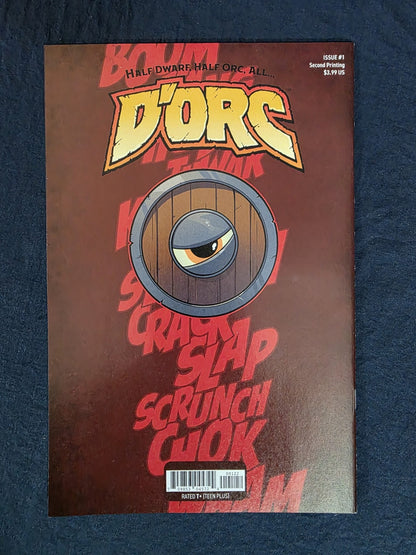 ISSUE #1
Second Printing
$3.99 US
BOOM
HALF DWARF, HALF ORC, ALL...
D'ORC
T-WAK
CRACK
SLAP
SCRUNCH
CHOK
RATED T+ (TEEN PLUS)